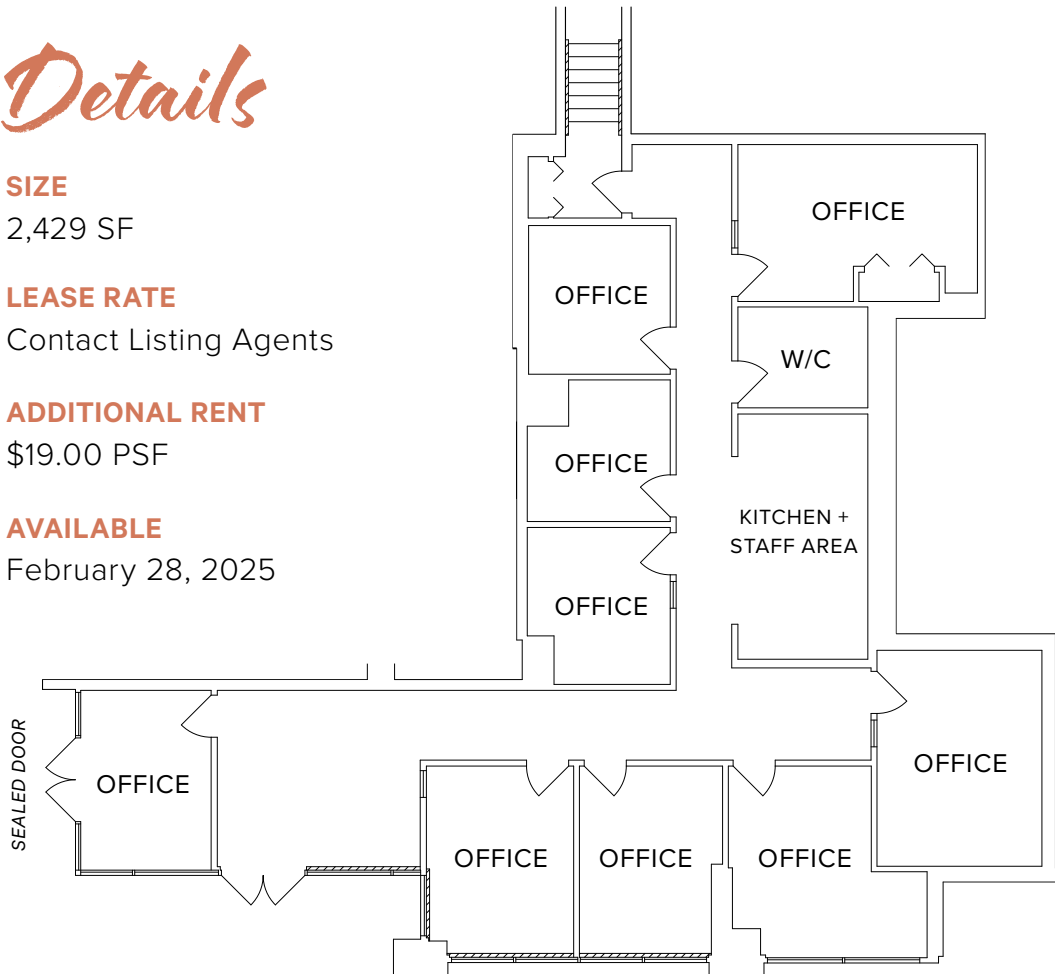 Details
SIZE
2,429 SF
LEASE RATE
Contact Listing Agents
ADDITIONAL RENT
$19.00 PSF
AVAILABLE
February 28, 2025
OFFICE
OFFICE
W/C
OFFICE
KITCHEN +
STAFF AREA
OFFICE
SEALED DOOR
OFFICE
OFFICE
OFFICE
OFFICE
OFFICE